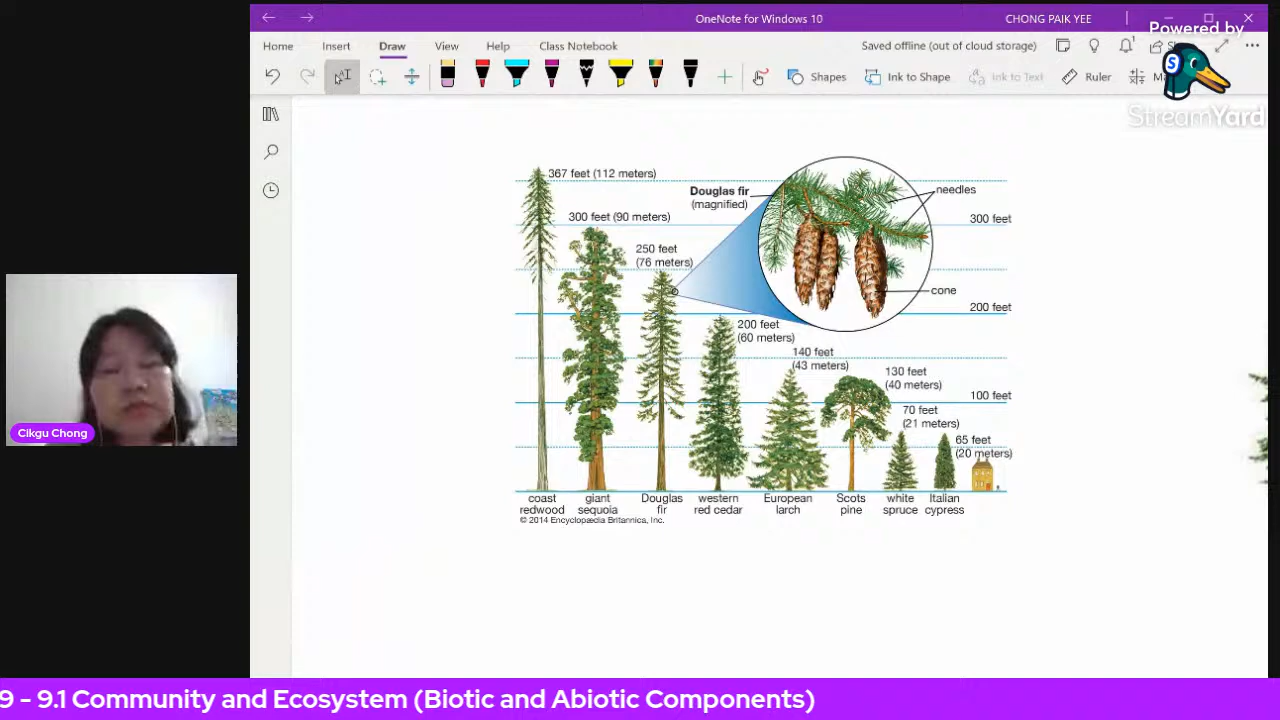 OneNote for Windows 10
CHONG PAIK YEE
Powered by
StreamYard
Home
Insert
Draw
View
Help
Class Notebook
Saved offline (out of cloud storage)
Shapes
Ink to Shape
Ink to Text
Ruler
367 feet (112 meters)
300 feet (90 meters)
250 feet
(76 meters)
Douglas fir
(magnified)
needles
cone
300 feet
200 feet
100 feet
200 feet
(60 meters)
140 feet
(43 meters)
130 feet
(40 meters)
70 feet
(21 meters)
65 feet
(20 meters)
coast
redwood
giant
sequoia
Douglas
fir
western
red cedar
European
larch
Scots
pine
white
spruce
Italian
cypress
© 2014 Encyclopædia Britannica, Inc.
Cikgu Chong
9 - 9.1 Community and Ecosystem (Biotic and Abiotic Components)